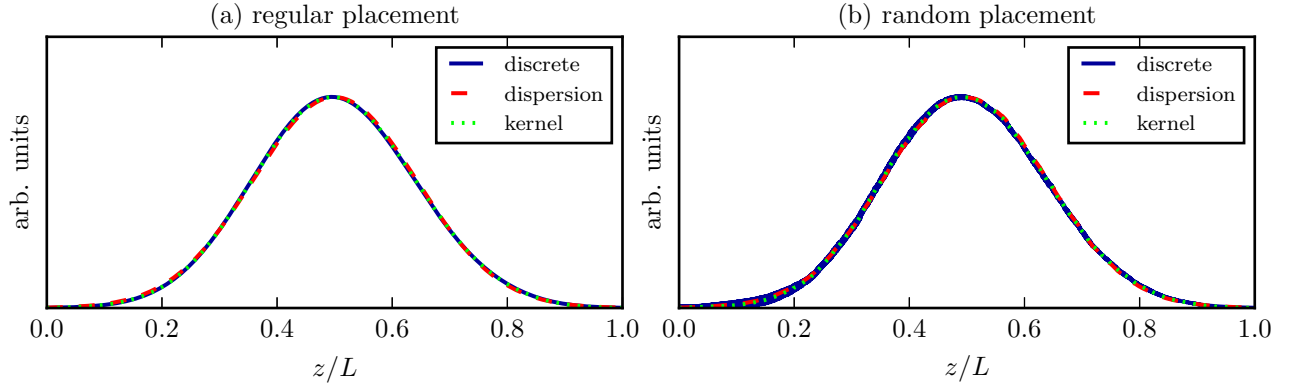 (a) regular placement
discrete
dispersion
kernel
arb. units
0.0 0.2 0.4 0.6 0.8 1.0
z/L
(b) random placement
discrete
dispersion
kernel
arb. units
0.0 0.2 0.4 0.6 0.8 1.0
z/L